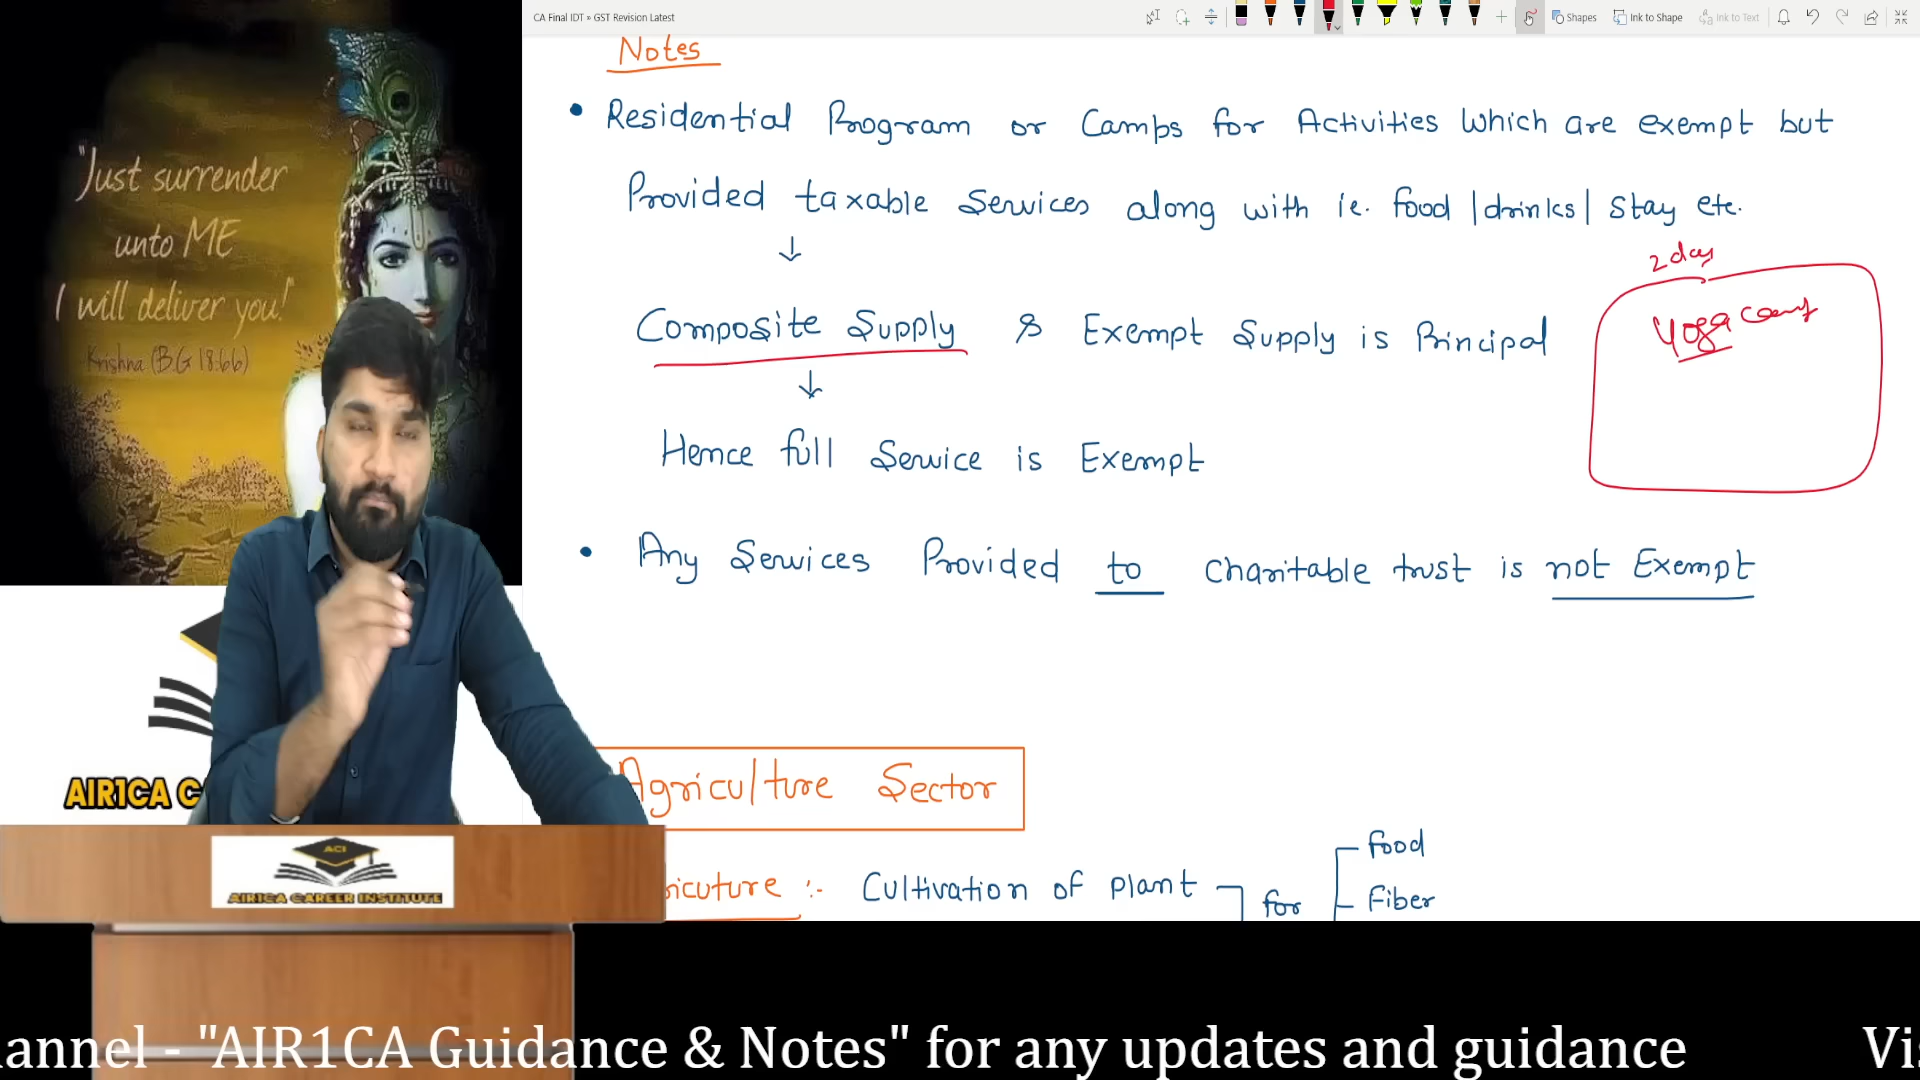 CA Final IDT » GST Revision Latest
Shapes
Ink to Shape
Ink to Text
Notes
"Just surrender
unto ME
I will deliver you!"
Krishna (B.G 18.66)
• Residential Program or Camps for Activities which are exempt but
Provided taxable Services along with ie. food |drinks| stay etc.
↓
2 day
Yoga camp
Composite Supply & Exempt Supply is Principal
↓
Hence full Service is Exempt
• Any Services Provided to charitable trust is not Exempt
AIR1CA C
Agriculture Sector
ricuture :- Cultivation of plant
for
food
Fiber
ACI
AIR1CA CAREER INSTITUTE
annel - "AIR1CA Guidance & Notes" for any updates and guidance
Vis